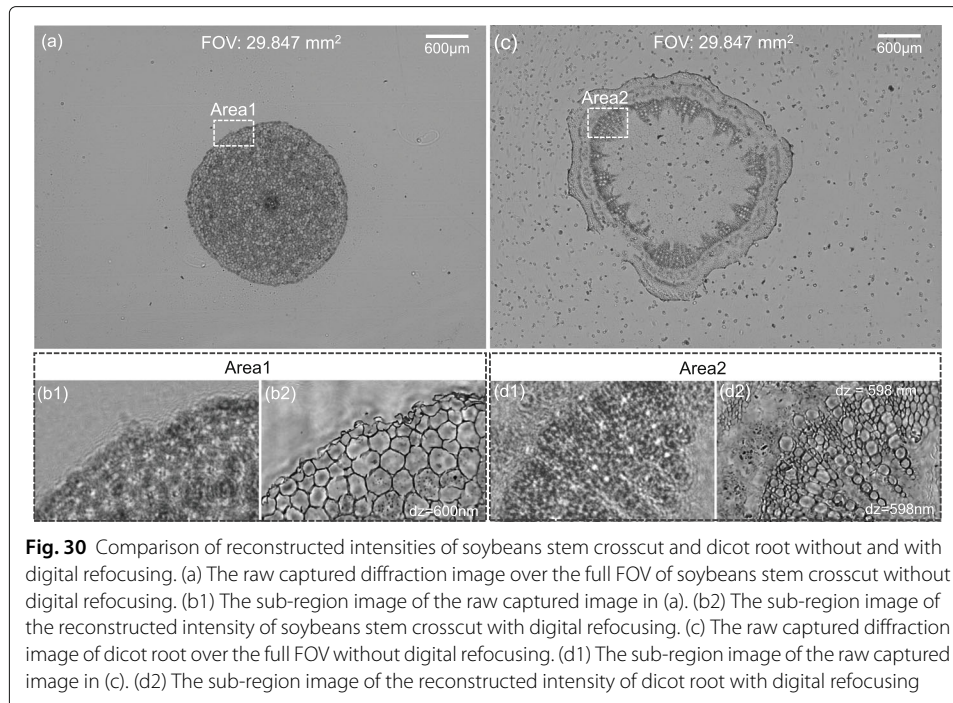 (a)
FOV: 29.847 mm²
600μm
(c)
FOV: 29.847 mm²
600μm
Area1
Area2
Area1
Area2
(b1)
(b2)
dz=600nm
(d1)
(d2)
dz= 598 nm
dz=598nm
Fig. 30 Comparison of reconstructed intensities of soybeans stem crosscut and dicot root without and with
digital refocusing. (a) The raw captured diffraction image over the full FOV of soybeans stem crosscut without
digital refocusing. (b1) The sub-region image of the raw captured image in (a). (b2) The sub-region image of
the reconstructed intensity of soybeans stem crosscut with digital refocusing. (c) The raw captured diffraction
image of dicot root over the full FOV without digital refocusing. (d1) The sub-region image of the raw captured
image in (c). (d2) The sub-region image of the reconstructed intensity of dicot root with digital refocusing